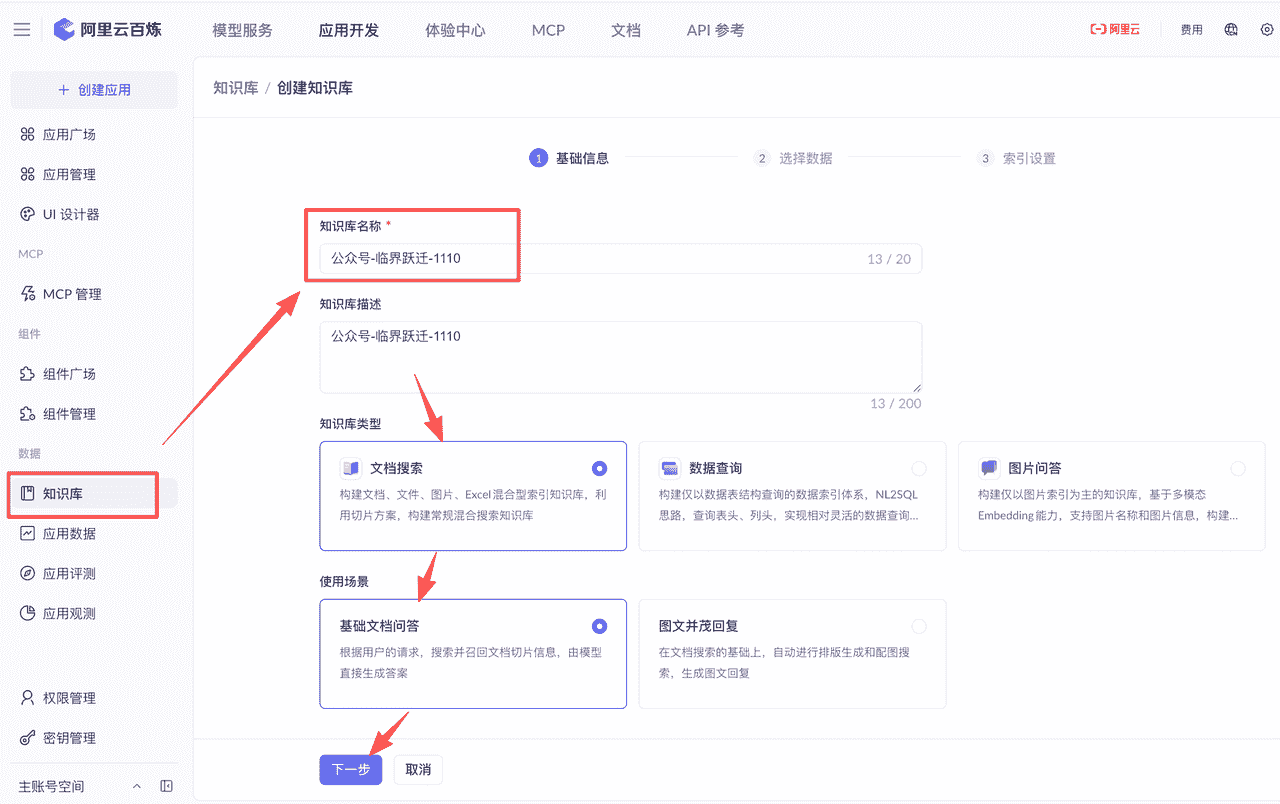 阿里云百炼
模型服务 应用开发 体验中心 MCP 文档 API 参考
阿里云 费用
+ 创建应用
应用广场
应用管理
UI 设计器
MCP
MCP 管理
组件
组件广场
组件管理
数据
知识库
应用数据
应用评测
应用观测
权限管理
密钥管理
主账号空间
知识库 / 创建知识库
1 基础信息 2 选择数据 3 索引设置
知识库名称 *
公众号-临界跃迁-1110 13 / 20
知识库描述
公众号-临界跃迁-1110
13 / 200
知识库类型
文档搜索
构建文档、文件、图片、Excel混合型索引知识库，利
用切片方案，构建常规混合搜索知识库
数据查询
构建仅以数据表结构查询的数据索引体系，NL2SQL
思路，查询表头、列头，实现相对灵活的数据查询...
图片问答
构建仅以图片索引为主的知识库，基于多模态
Embedding能力，支持图片名称和图片信息，构建...
使用场景
基础文档问答
根据用户的请求，搜索并召回文档切片信息，由模型
直接生成答案
图文并茂回复
在文档搜索的基础上，自动进行排版生成和配图搜
索，生成图文回复
下一步 取消